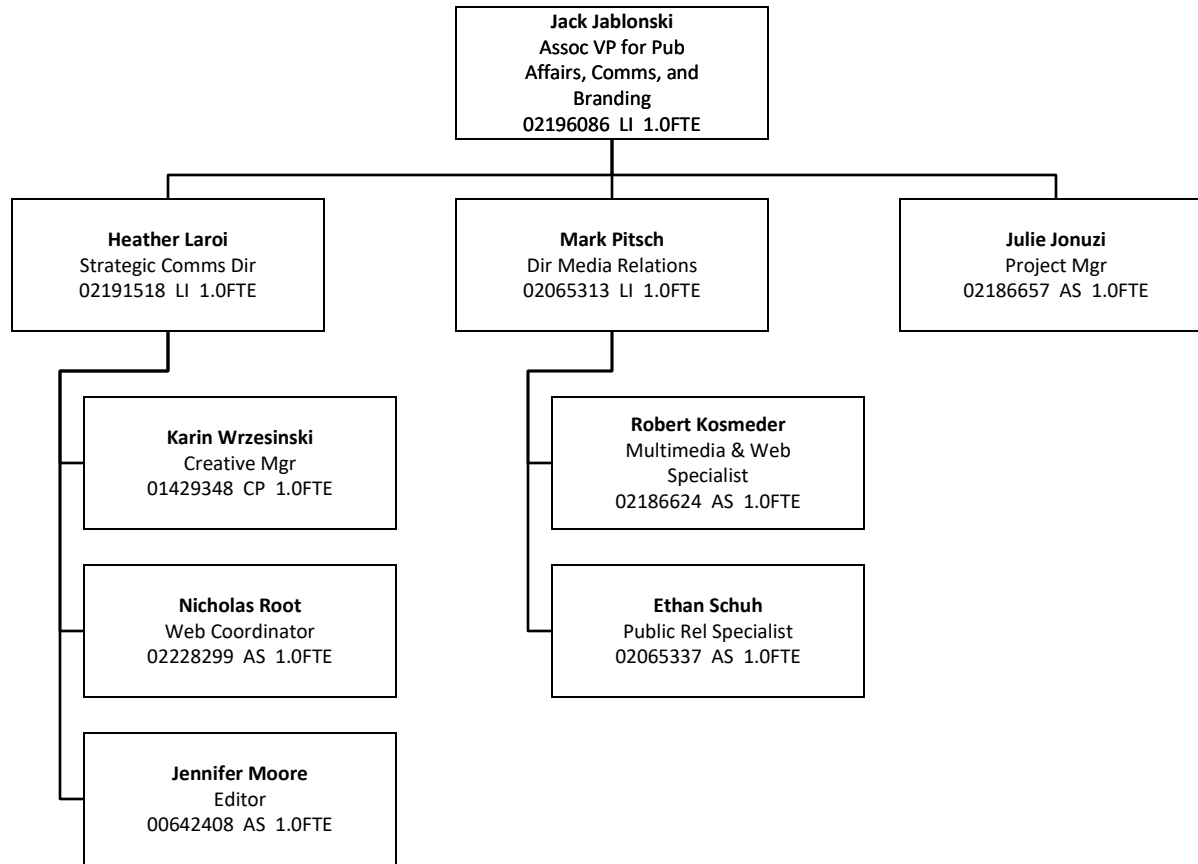 Jack Jablonski
Assoc VP for Pub
Affairs, Comms, and
Branding
02196086 LI 1.0FTE
Heather Laroi
Strategic Comms Dir
02191518 LI 1.0FTE
Mark Pitsch
Dir Media Relations
02065313 LI 1.0FTE
Julie Jonuzi
Project Mgr
02186657 AS 1.0FTE
Karin Wrzesinski
Creative Mgr
01429348 CP 1.0FTE
Nicholas Root
Web Coordinator
02228299 AS 1.0FTE
Jennifer Moore
Editor
00642408 AS 1.0FTE
Robert Kosmeder
Multimedia & Web
Specialist
02186624 AS 1.0FTE
Ethan Schuh
Public Rel Specialist
02065337 AS 1.0FTE